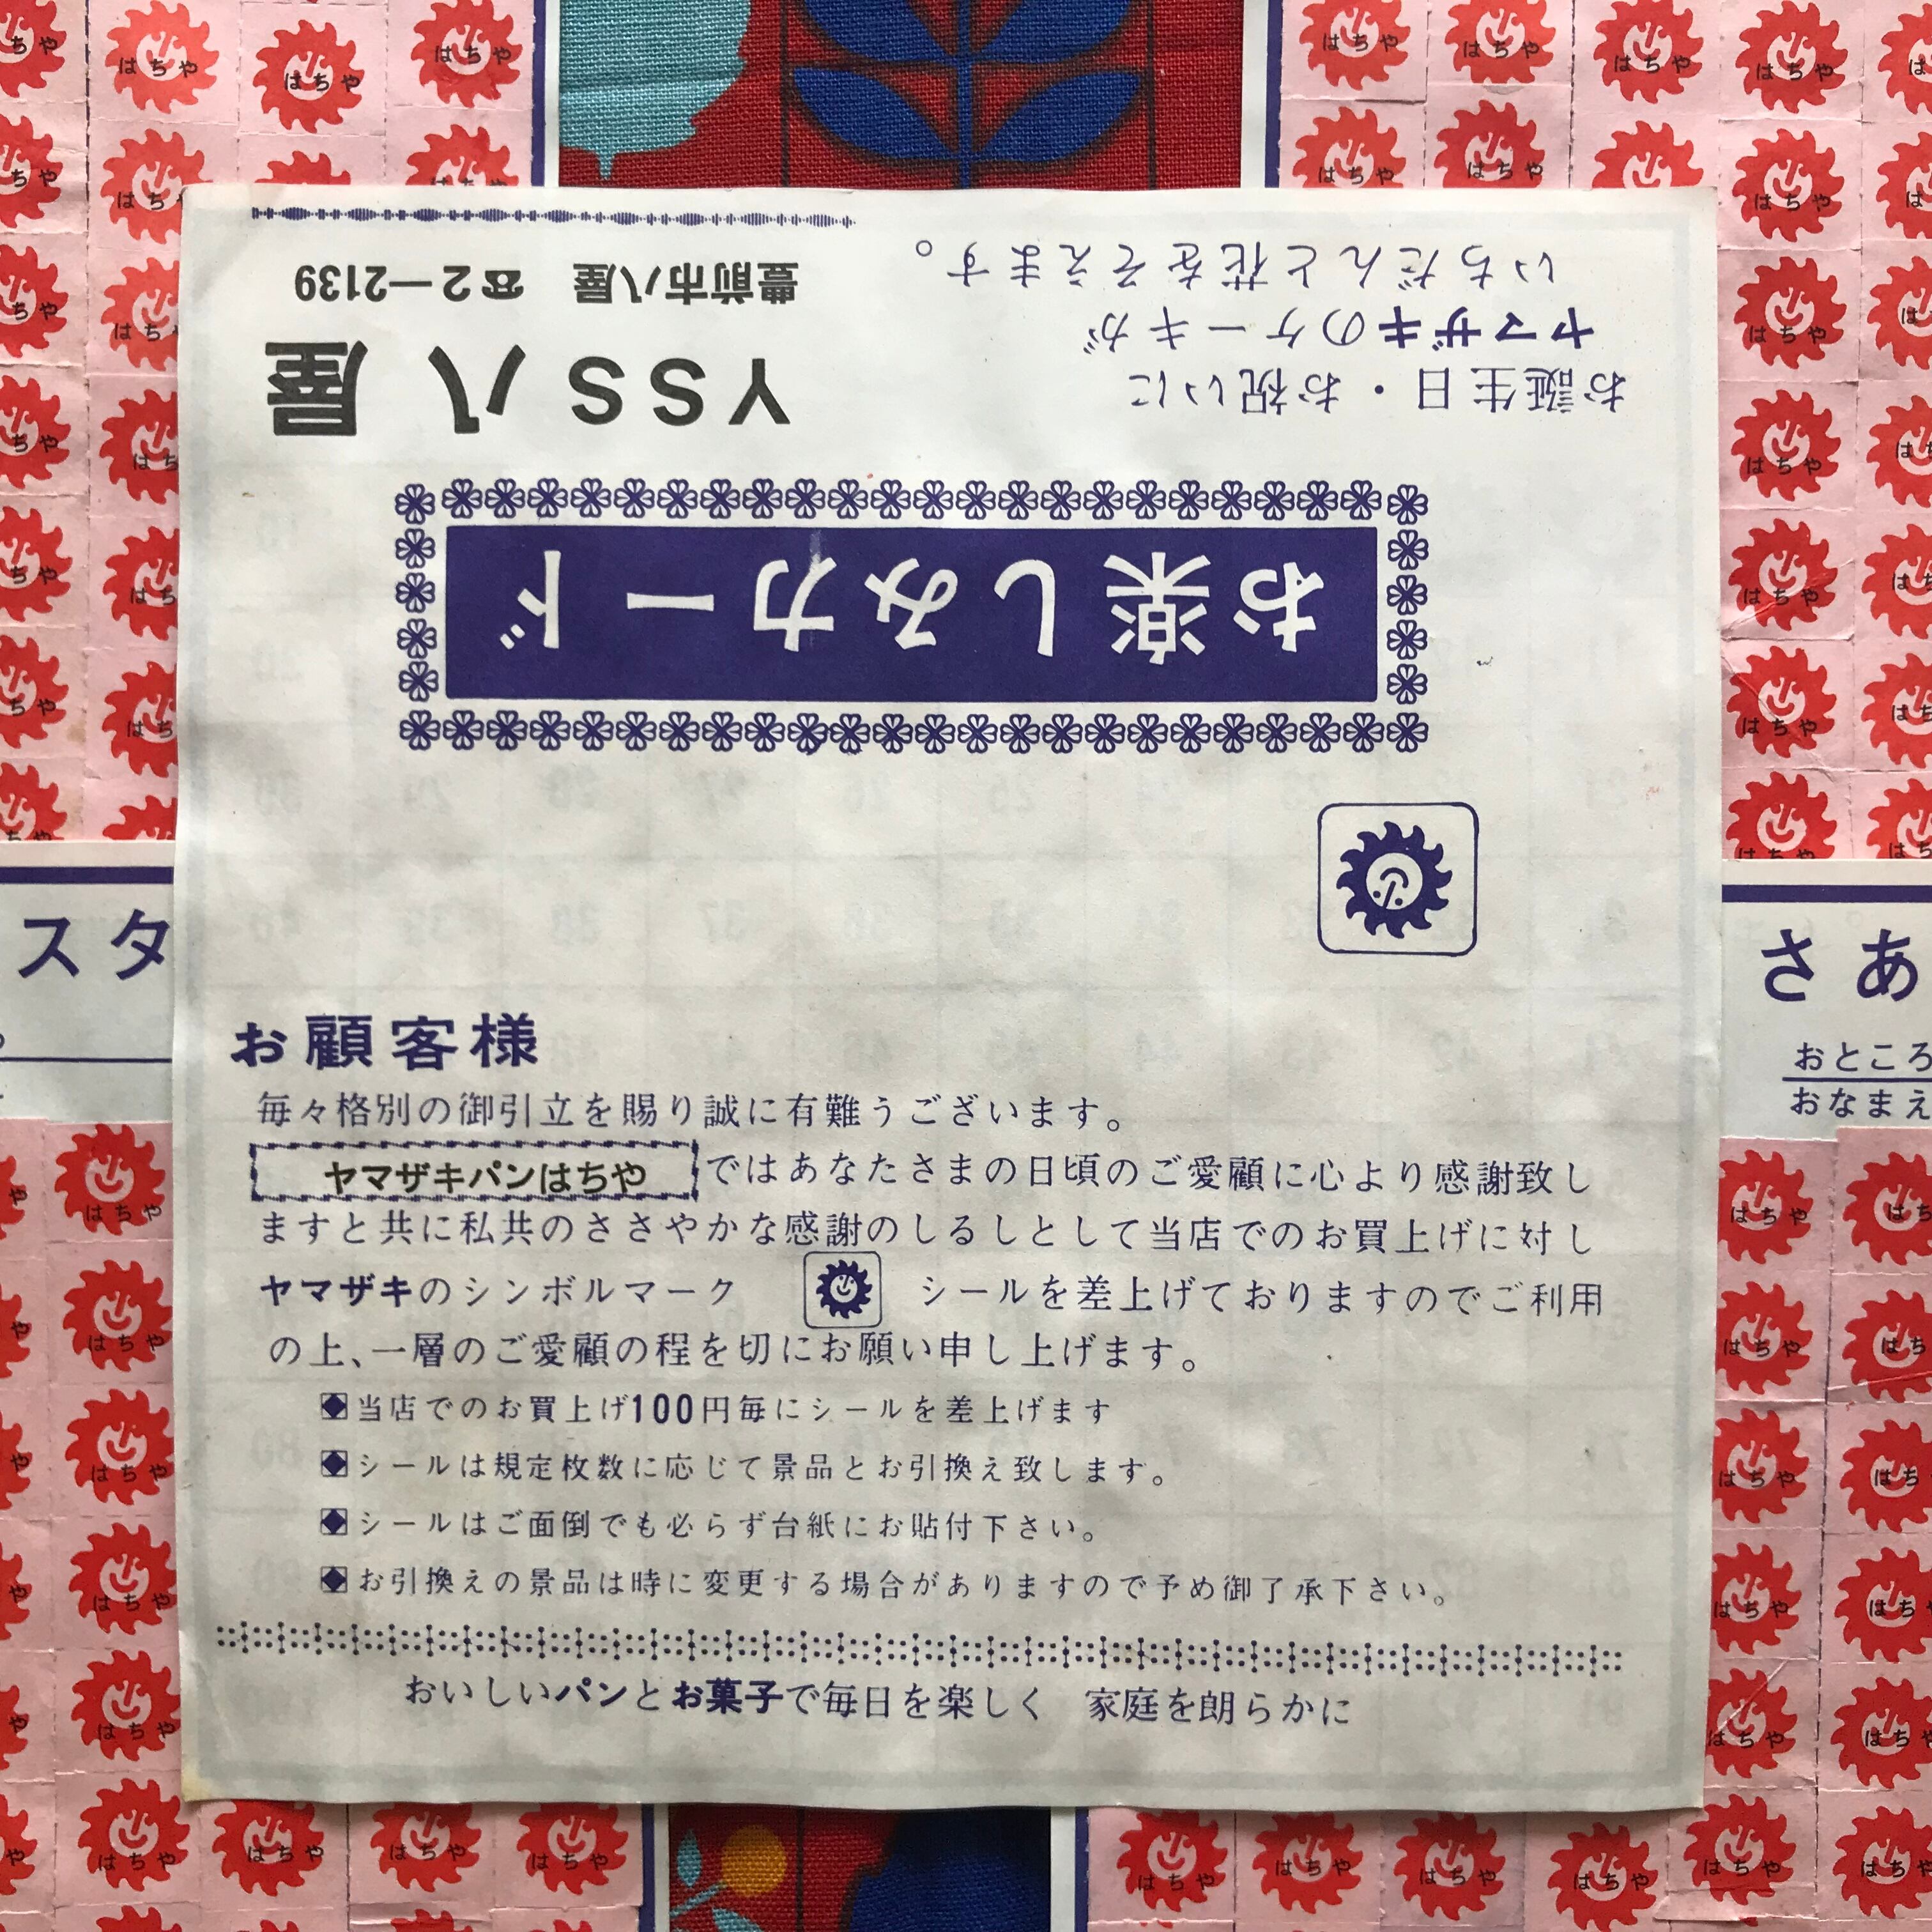 お誕生日・お祝いに
ヤマザキのケーキが
いちだんと花をそえます。
YSS八屋
豊前市八屋 ☎2—2139
お楽しみカード
お顧客様
毎々格別の御引立を賜り誠に有難うございます。
ヤマザキパンはちや ではあなたさまの日頃のご愛顧に心より感謝致し
ますと共に私共のささやかな感謝のしるしとして当店でのお買上げに対し
ヤマザキのシンボルマーク シールを差上げておりますのでご利用
の上、一層のご愛顧の程を切にお願い申し上げます。
当店でのお買上げ100円毎にシールを差上げます
シールは規定枚数に応じて景品とお引換え致します。
シールはご面倒でも必らず台紙にお貼付下さい。
お引換えの景品は時に変更する場合がありますので予め御了承下さい。
おいしいパンとお菓子で毎日を楽しく 家庭を朗らかに
スタ
さあ
おところ
おなまえ
はちや